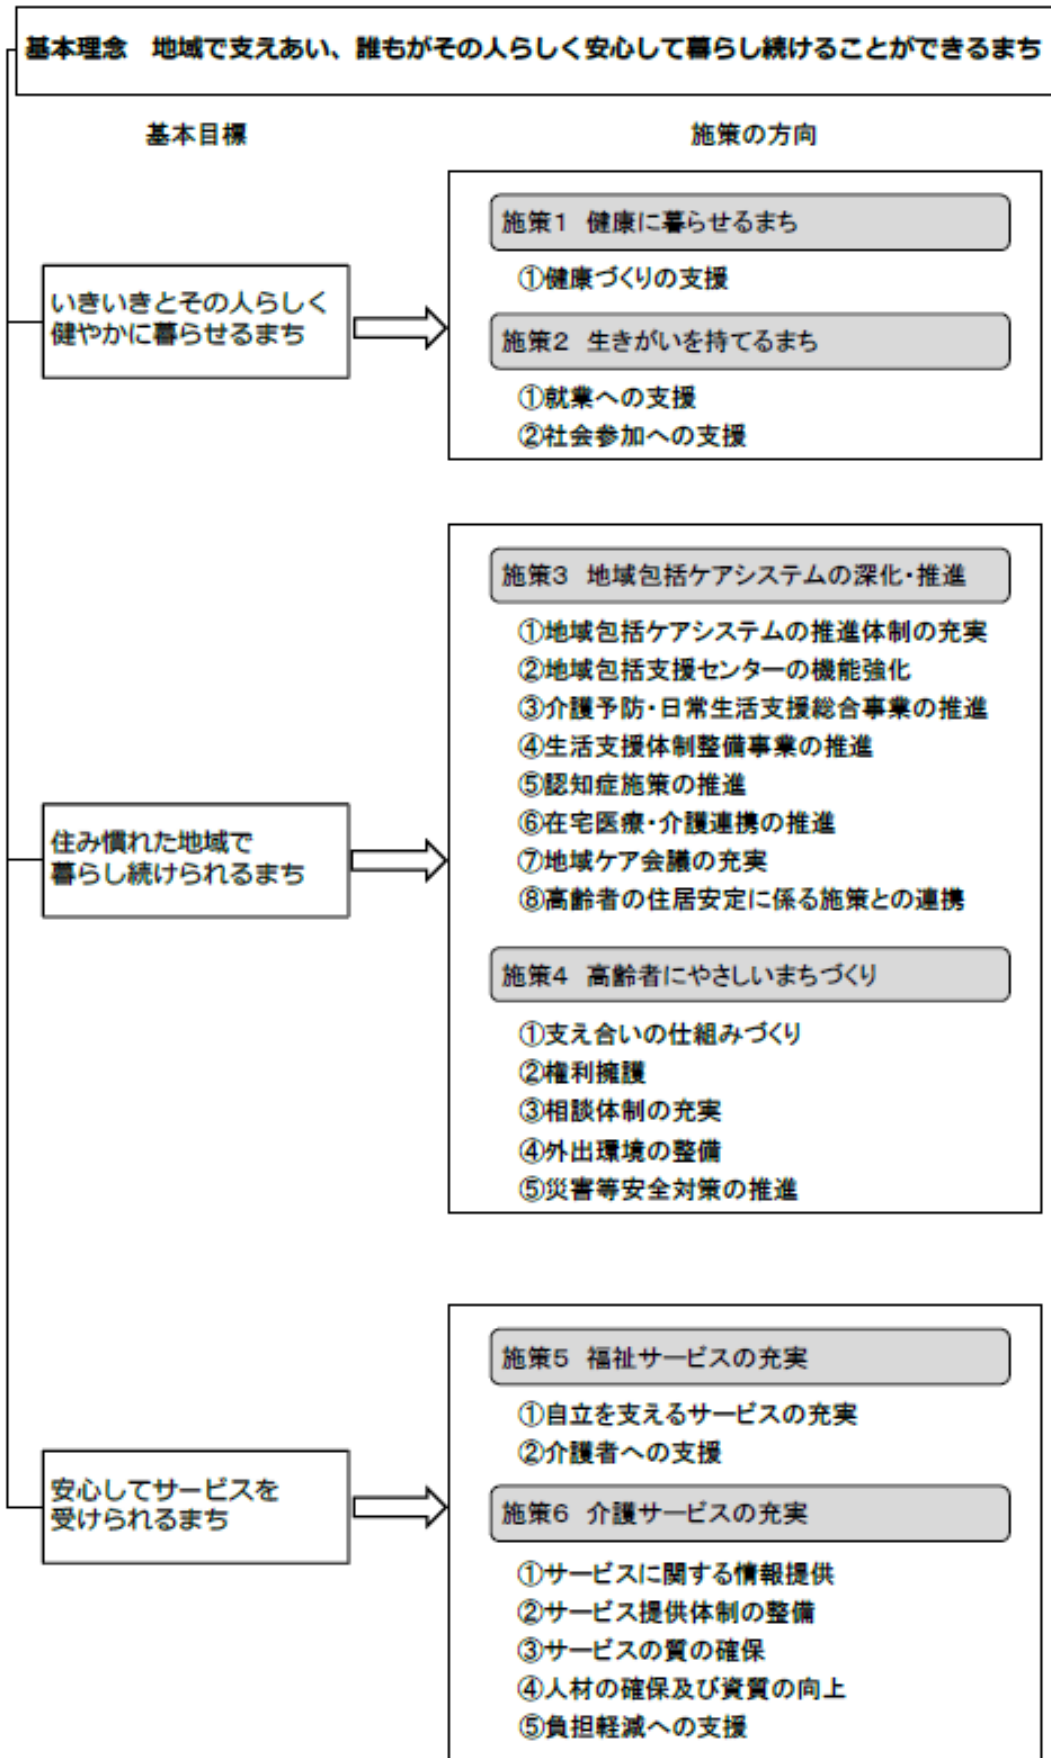 基本理念　地域で支えあい、誰もがその人らしく安心して暮らし続けることができるまち
基本目標
施策の方向
いきいきとその人らしく
健やかに暮らせるまち
施策1　健康に暮らせるまち
①健康づくりの支援
施策2　生きがいを持てるまち
①就業への支援
②社会参加への支援
住み慣れた地域で
暮らし続けられるまち
施策3　地域包括ケアシステムの深化・推進
①地域包括ケアシステムの推進体制の充実
②地域包括支援センターの機能強化
③介護予防・日常生活支援総合事業の推進
④生活支援体制整備事業の推進
⑤認知症施策の推進
⑥在宅医療・介護連携の推進
⑦地域ケア会議の充実
⑧高齢者の住居安定に係る施策との連携
施策4　高齢者にやさしいまちづくり
①支え合いの仕組みづくり
②権利擁護
③相談体制の充実
④外出環境の整備
⑤災害等安全対策の推進
安心してサービスを
受けられるまち
施策5　福祉サービスの充実
①自立を支えるサービスの充実
②介護者への支援
施策6　介護サービスの充実
①サービスに関する情報提供
②サービス提供体制の整備
③サービスの質の確保
④人材の確保及び資質の向上
⑤負担軽減への支援